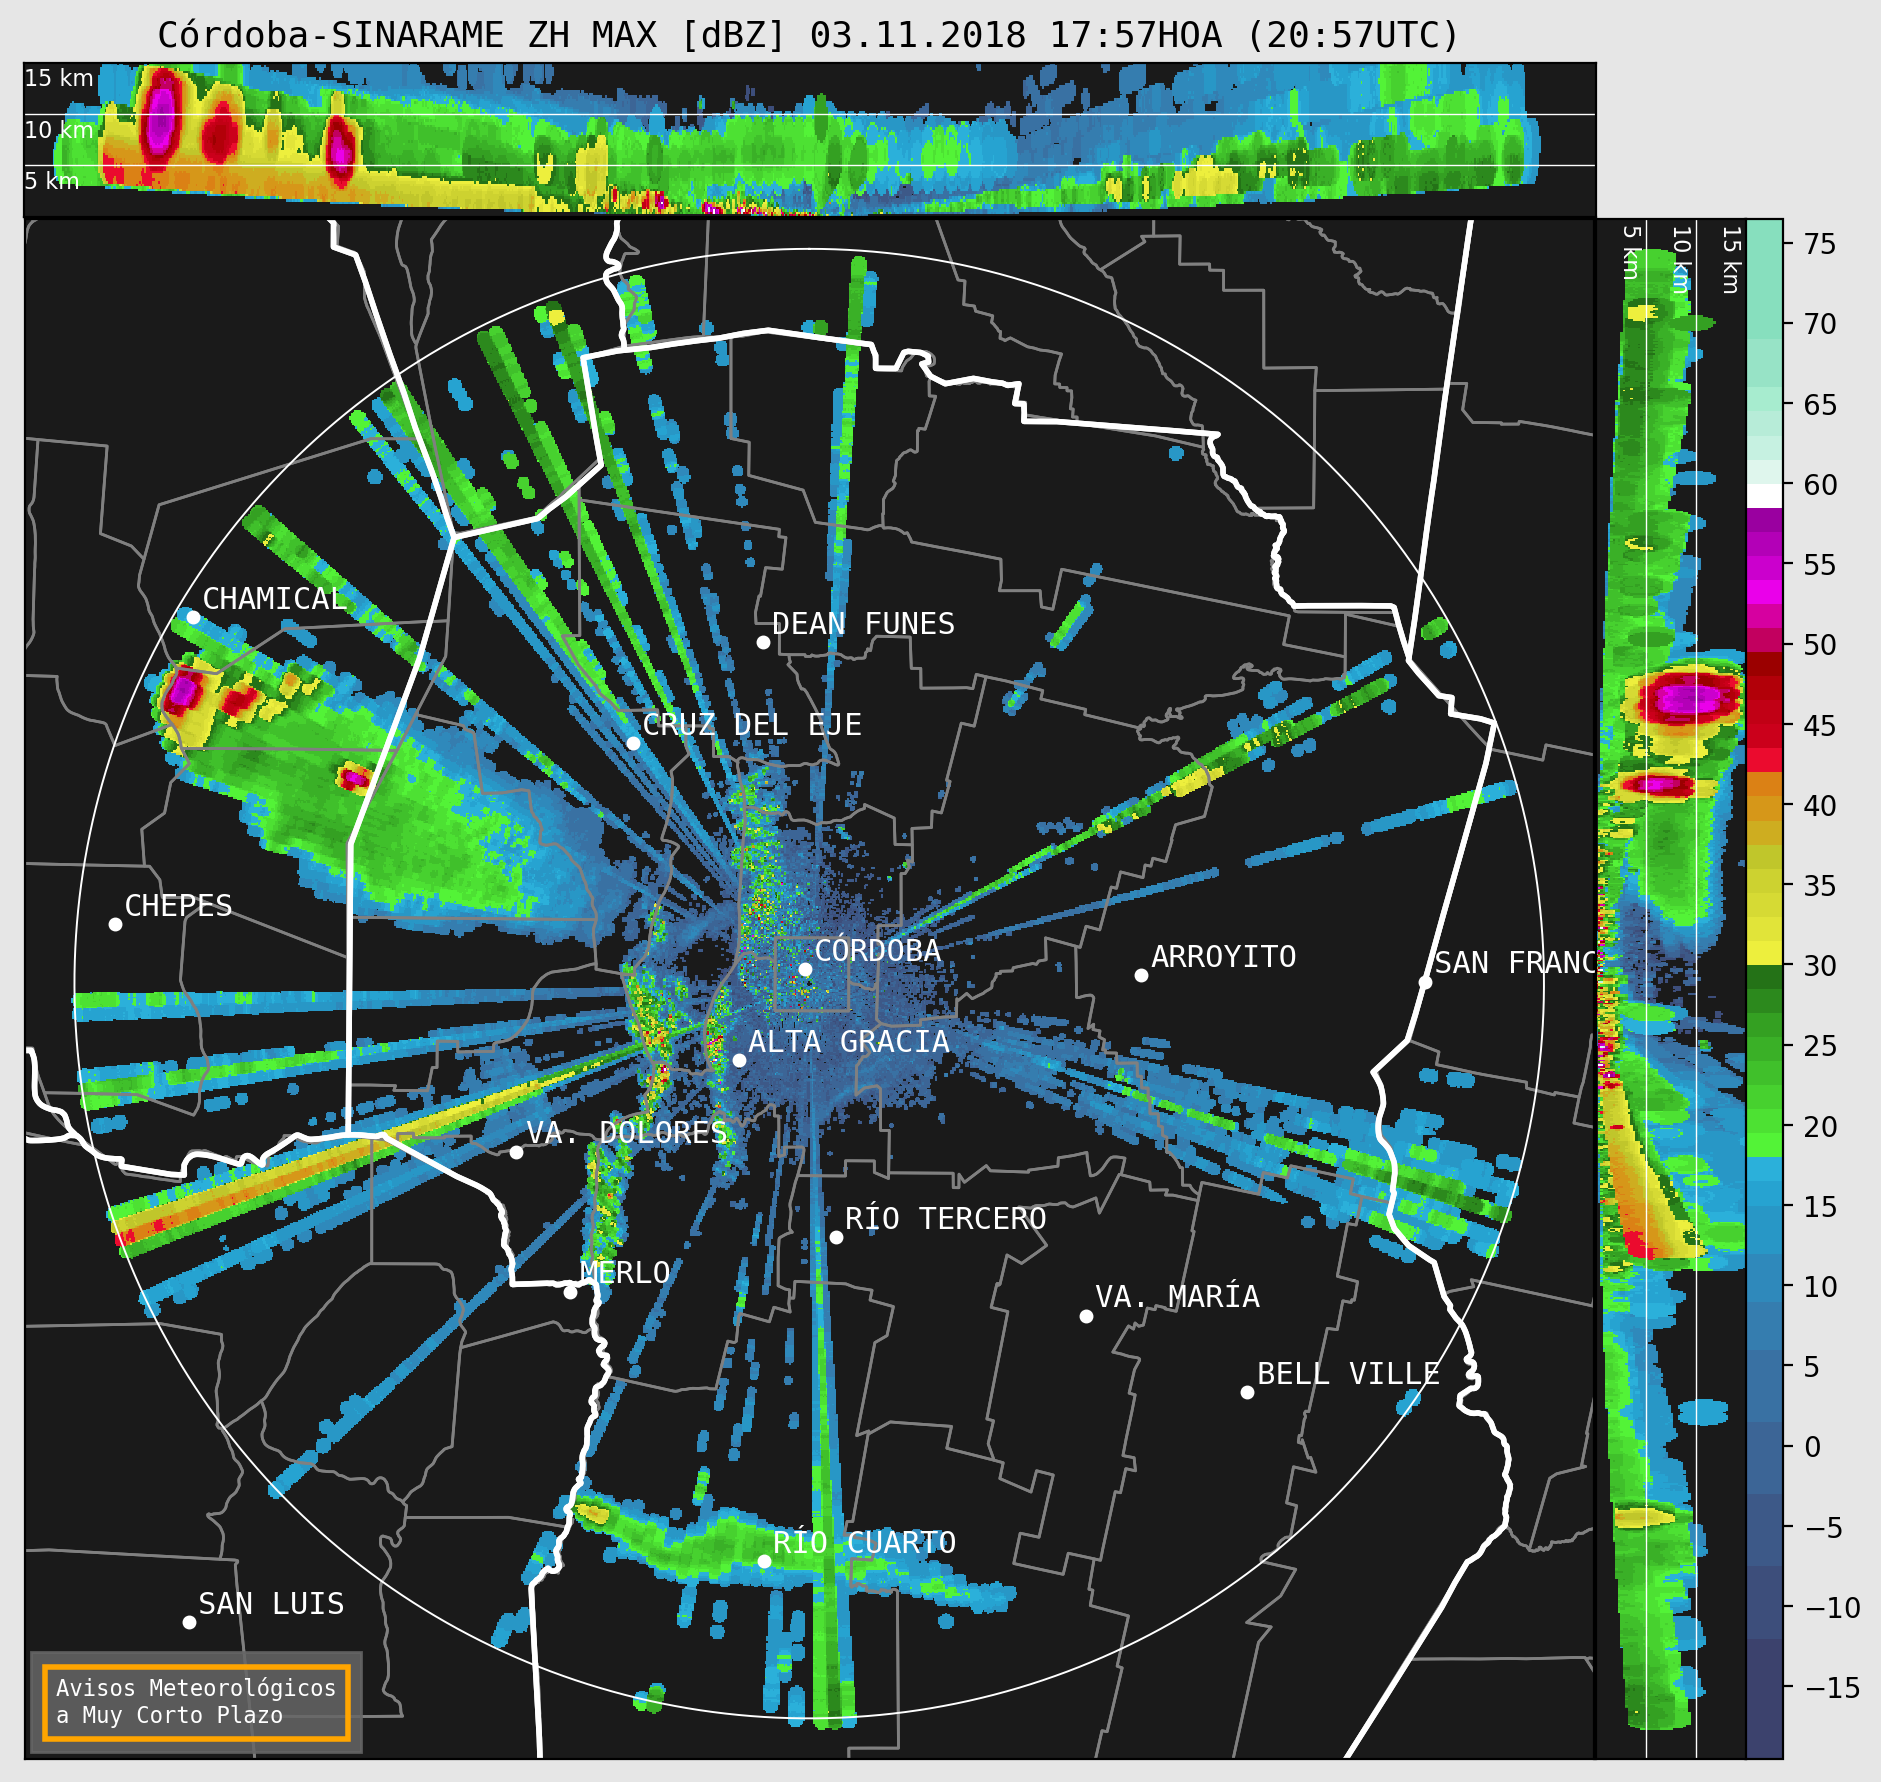 Córdoba-SINARAME ZH MAX [dBZ] 03.11.2018 17:57HOA (20:57UTC)
15 km
10 km
5 km
5 km
10 km
15 km
75
70
65
60
55
50
45
40
35
30
25
20
15
10
5
0
−5
−10
−15
CHAMICAL
DEAN FUNES
CRUZ DEL EJE
CHEPES
CÓRDOBA
ARROYITO
SAN FRANC
ALTA GRACIA
VA. DOLORES
RÍO TERCERO
MERLO
VA. MARÍA
BELL VILLE
RÍO CUARTO
SAN LUIS
Avisos Meteorológicos
a Muy Corto Plazo